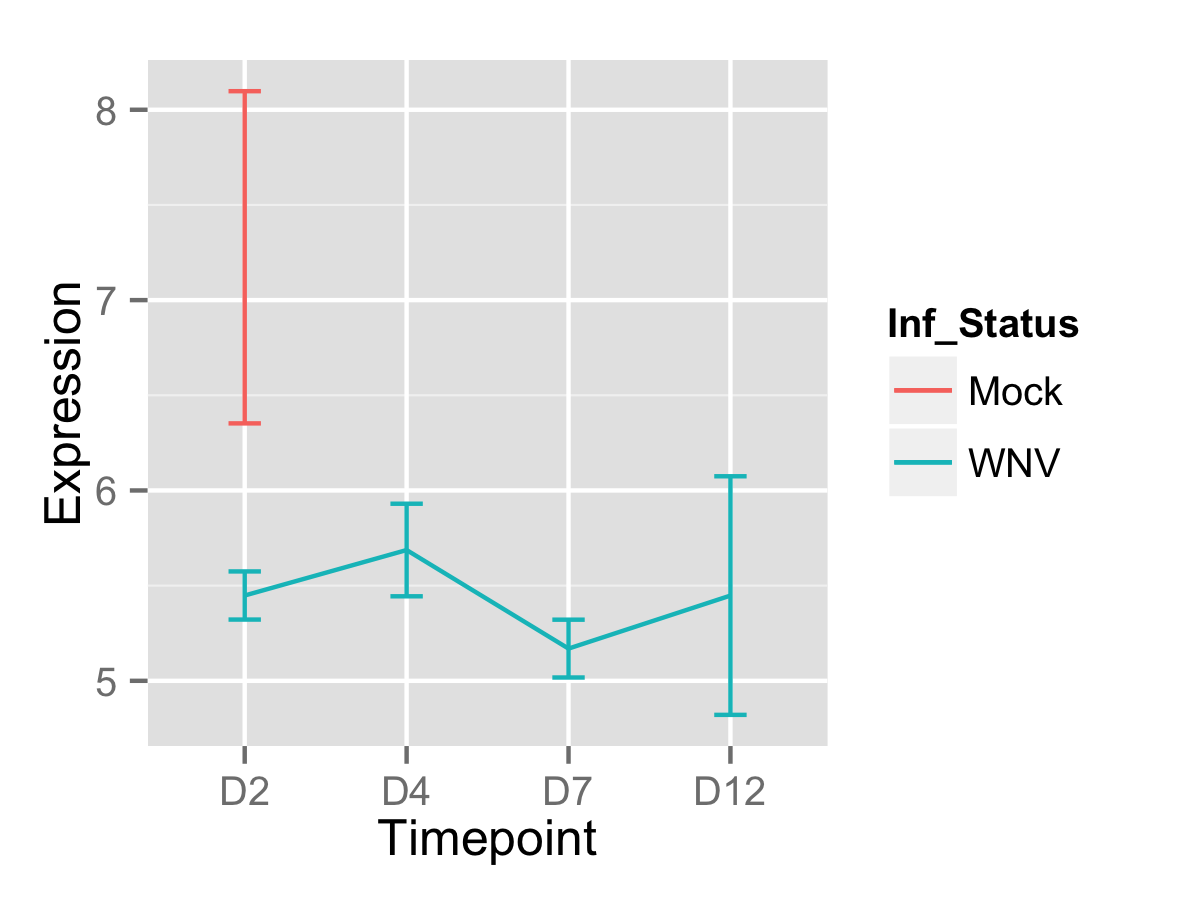 8
7
6
5
Expression
D2 D4 D7 D12
Timepoint
Inf_Status
Mock
WNV